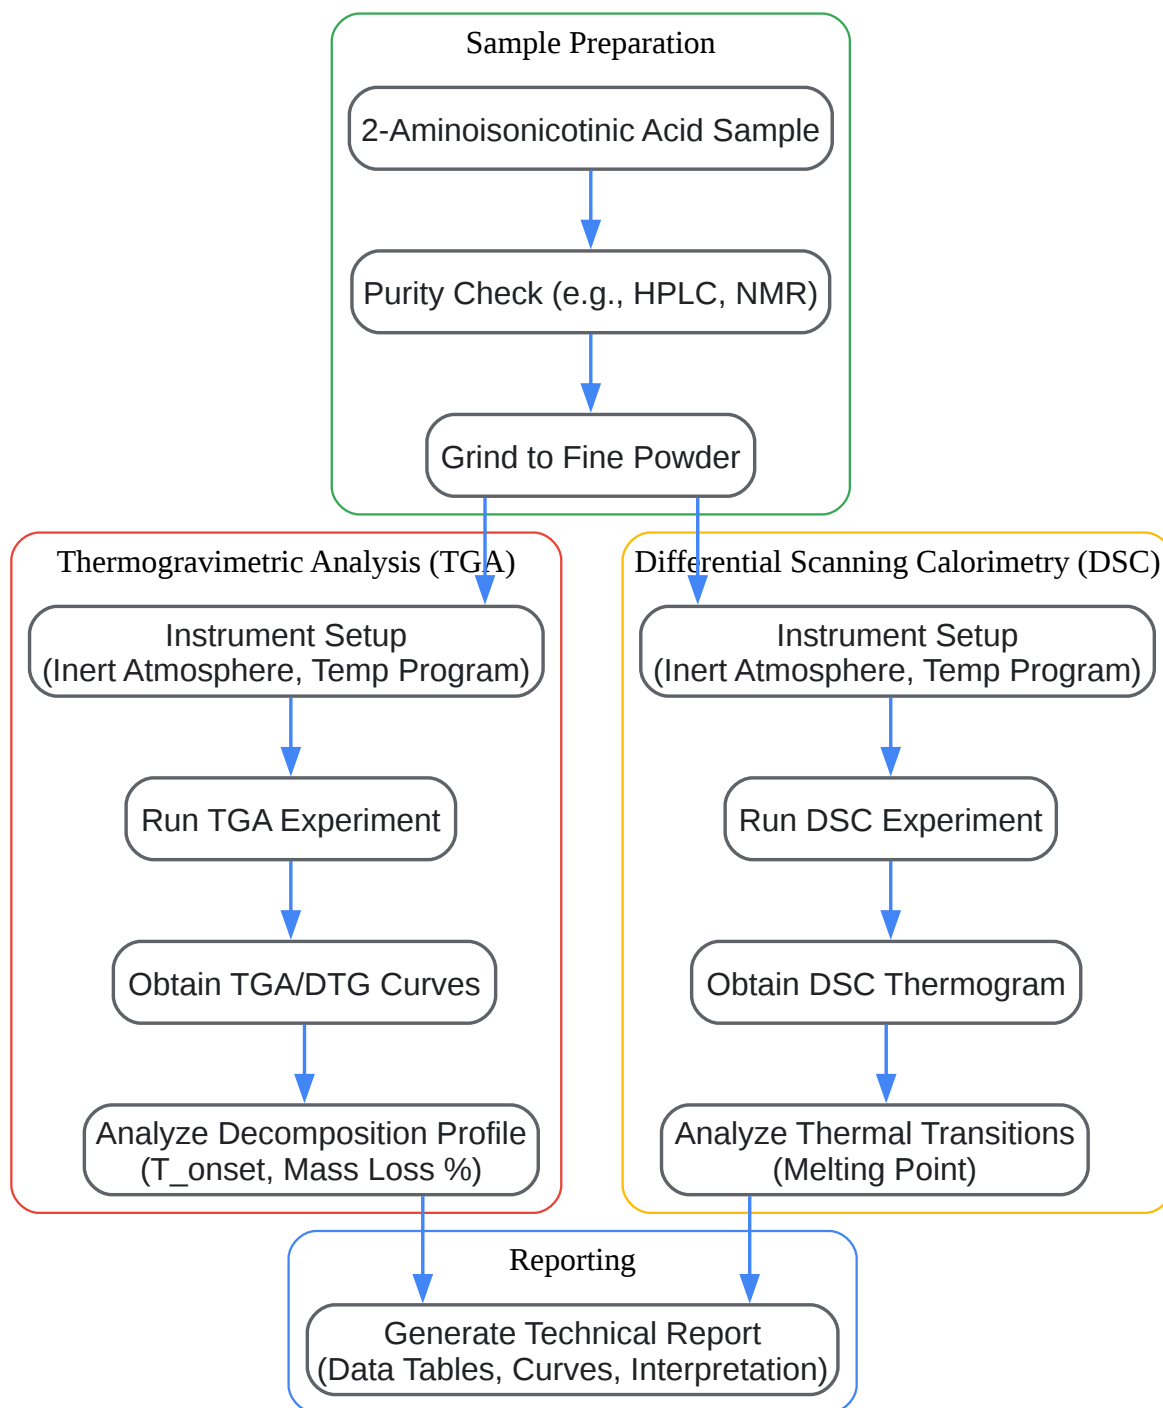 Sample Preparation
2-Aminoisonicotinic Acid Sample
Purity Check (e.g., HPLC, NMR)
Grind to Fine Powder
Thermogravimetric Analysis (TGA)
Instrument Setup
(Inert Atmosphere, Temp Program)
Run TGA Experiment
Obtain TGA/DTG Curves
Analyze Decomposition Profile
(T_onset, Mass Loss %)
Differential Scanning Calorimetry (DSC)
Instrument Setup
(Inert Atmosphere, Temp Program)
Run DSC Experiment
Obtain DSC Thermogram
Analyze Thermal Transitions
(Melting Point)
Reporting
Generate Technical Report
(Data Tables, Curves, Interpretation)